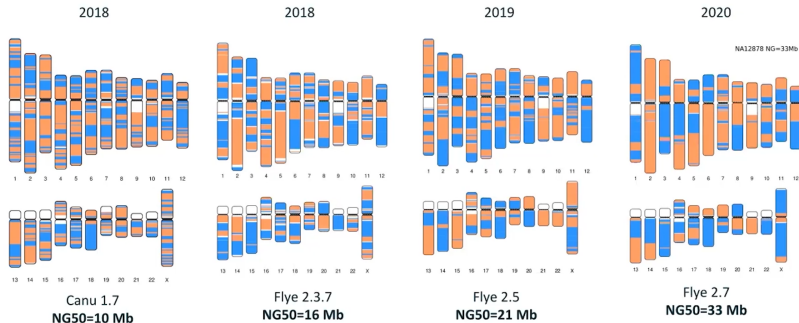 2018
2018
2019
2020
NA12878 NG=33Mb
1 2 3 4 5 6 7 8 9 10 11 12
1 2 3 4 5 6 7 8 9 10 11 12
1 2 3 4 5 6 7 8 9 10 11 12
1 2 3 4 5 6 7 8 9 10 11 12
13 14 15 16 17 18 19 20 21 22 X
13 14 15 16 17 18 19 20 21 22 X
13 14 15 16 17 18 19 20 21 22 X
13 14 15 16 17 18 19 20 21 22 X
Canu 1.7
NG50=10 Mb
Flye 2.3.7
NG50=16 Mb
Flye 2.5
NG50=21 Mb
Flye 2.7
NG50=33 Mb